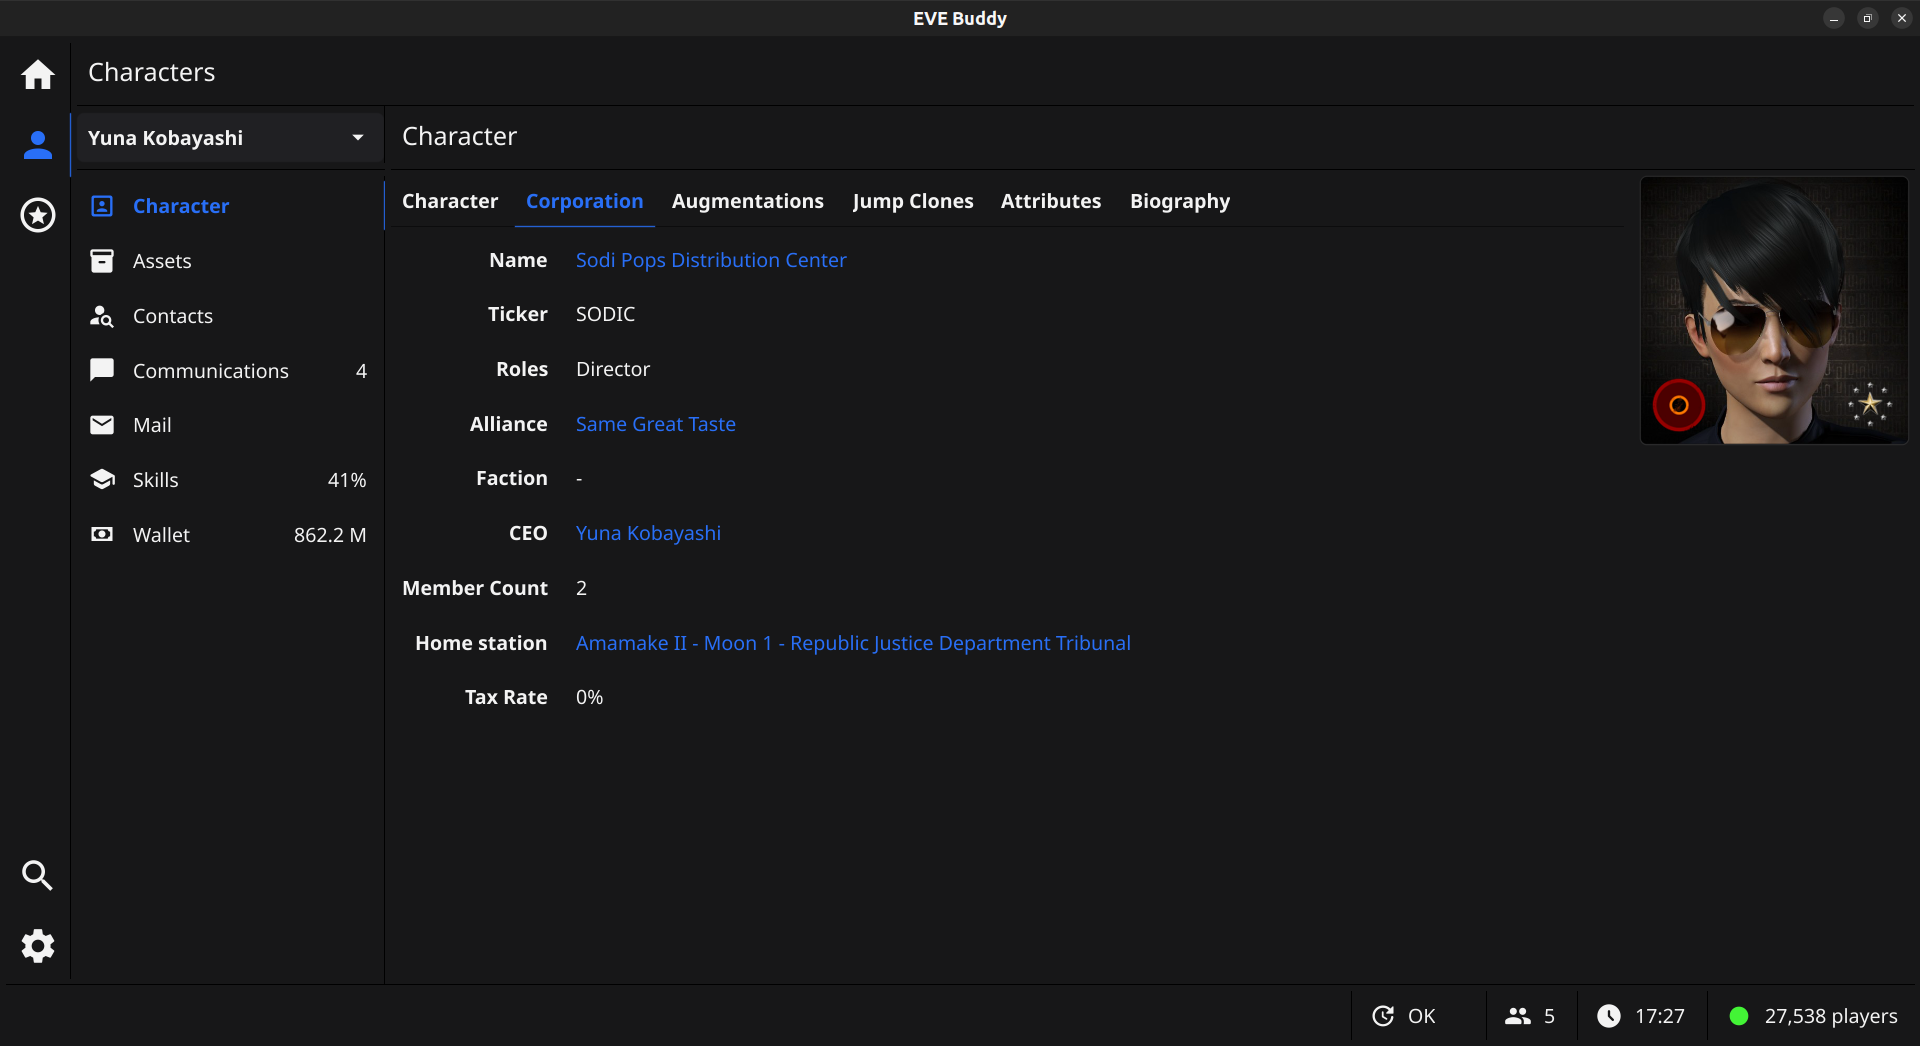 EVE Buddy
Characters
Yuna Kobayashi
Character
Character
Assets
Contacts
Communications 4
Mail
Skills 41%
Wallet 862.2 M
Character Corporation Augmentations Jump Clones Attributes Biography
Name Sodi Pops Distribution Center
Ticker SODIC
Roles Director
Alliance Same Great Taste
Faction -
CEO Yuna Kobayashi
Member Count 2
Home station Amamake II - Moon 1 - Republic Justice Department Tribunal
Tax Rate 0%
OK 5 17:27 27,538 players